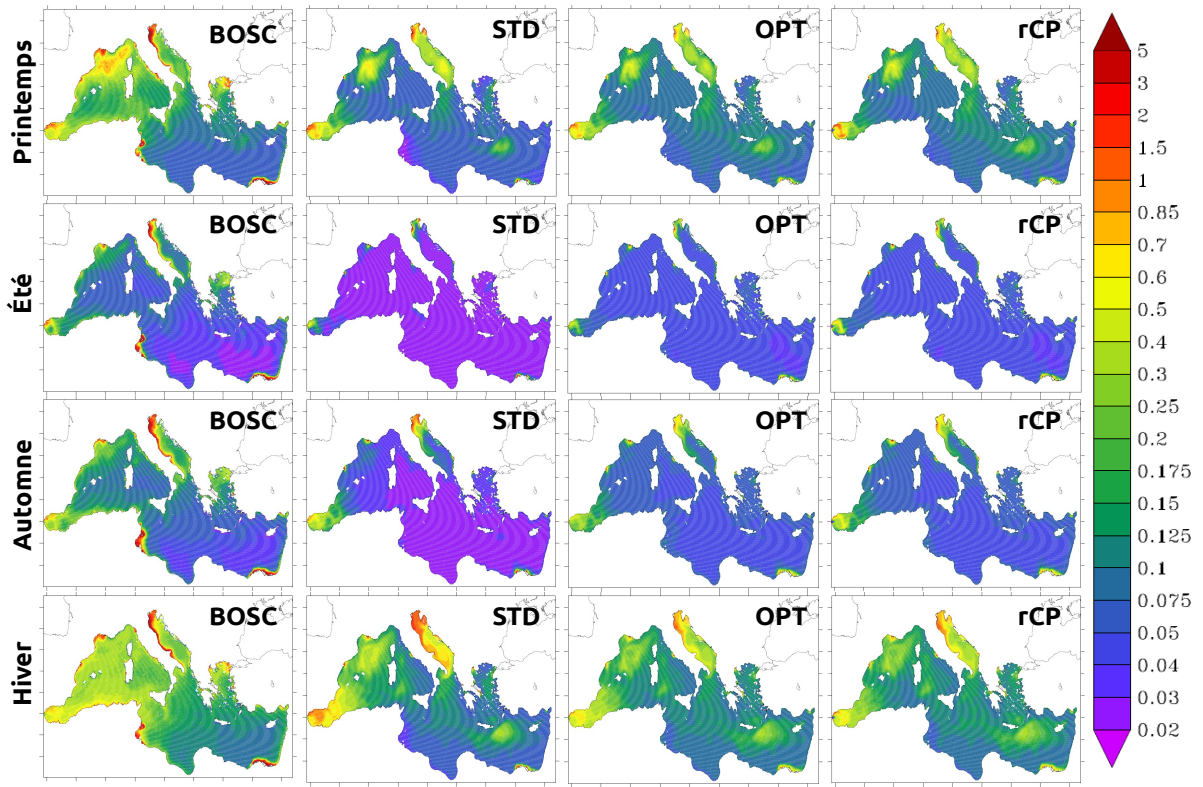 Printemps
BOSC
STD
OPT
rCP
Été
BOSC
STD
OPT
rCP
Automne
BOSC
STD
OPT
rCP
Hiver
BOSC
STD
OPT
rCP
5
3
2
1.5
1
0.85
0.7
0.6
0.5
0.4
0.3
0.25
0.2
0.175
0.15
0.125
0.1
0.075
0.05
0.04
0.03
0.02